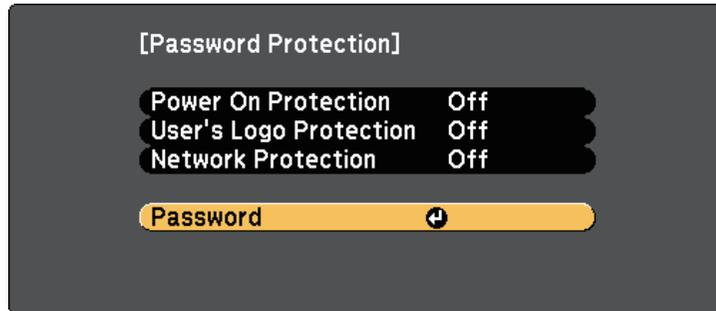 [Password Protection]
Power On Protection Off
User's Logo Protection Off
Network Protection Off
Password